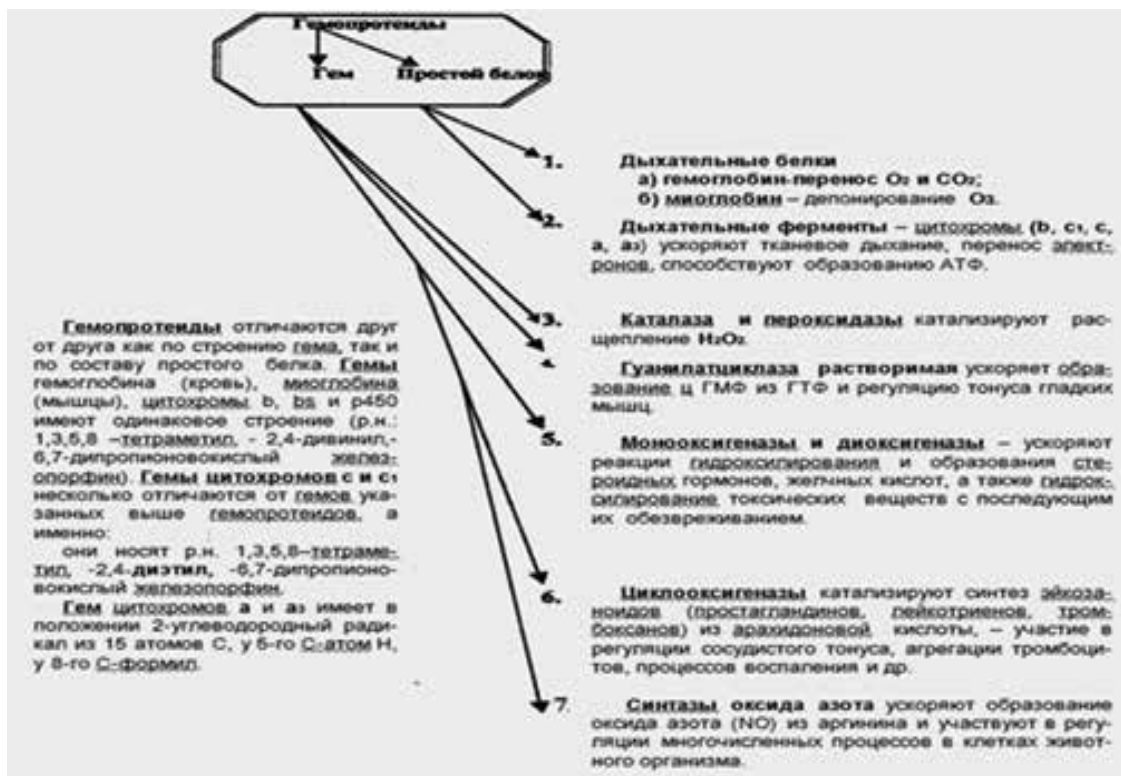 Гемопротеиды
Гем Простой белок
1. Дыхательные белки
а) гемоглобин-перенос O₂ и CO₂;
б) миоглобин – депонирование O₃.
2. Дыхательные ферменты – цитохромы (b, c₁, c,
a, a₃) ускоряют тканевое дыхание, перенос элект-
ронов, способствуют образованию АТФ.
3. Каталаза и пероксидазы катализируют рас-
щепление H₂O₂.
4. Гуанилатциклаза растворимая ускоряет обра-
зование ц ГМФ из ГТФ и регуляцию тонуса гладких
мышц.
5. Монооксигеназы и диоксигеназы – ускоряют
реакции гидроксилирования и образования сте-
роидных гормонов, желчных кислот, а также гидрок-
силирование токсических веществ с последующим
их обезвреживанием.
6. Циклооксигеназы катализируют синтез эйкоза-
ноидов (простагландинов, лейкотриенов, тром-
боксанов) из арахидоновой кислоты, – участие в
регуляции сосудистого тонуса, агрегации тромбоци-
тов, процессов воспаления и др.
7. Синтазы оксида азота ускоряют образование
оксида азота (NO) из аргинина и участвуют в регу-
ляции многочисленных процессов в клетках живот-
ного организма.
Гемопротеиды отличаются друг
от друга как по строению гема, так и
по составу простого белка. Гемы
гемоглобина (кровь), миоглобина
(мышцы), цитохромы b, bs и p450
имеют одинаковое строение (р.н.:
1,3,5,8 –тетраметил, - 2,4-дивинил,-
6,7-дипропионовокислый желез-
опорфин). Гемы цитохромов с и с₁
несколько отличаются от гемов ука-
занных выше гемопротеидов, а
именно:
они носят р.н. 1,3,5,8–тетраме-
тил, -2,4-диэтил, -6,7-дипропионо-
вокислый железопорфин.
Гем цитохромов а и а₃ имеет в
положении 2-углеводородный ради-
кал из 15 атомов С, у 5-го С-атом Н,
у 8-го С-формил.